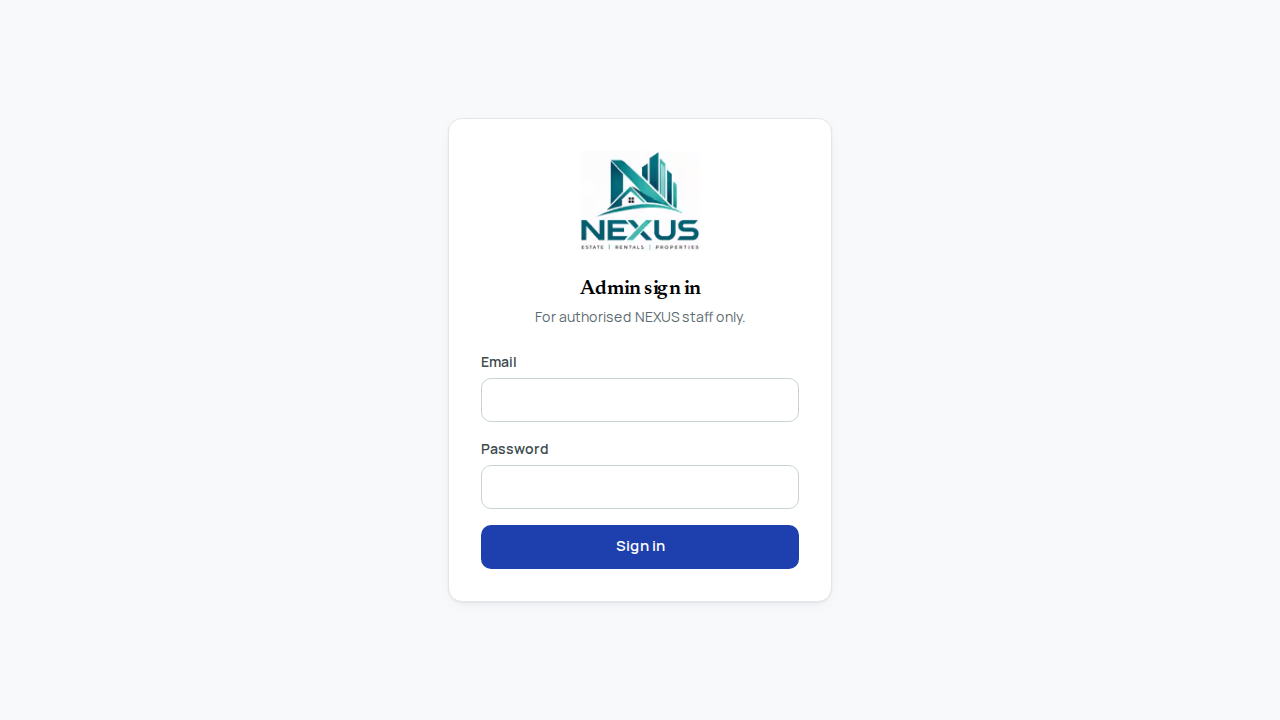 NEXUS
ESTATE | RENTALS | PROPERTIES
Admin sign in
For authorised NEXUS staff only.
Email
Password
Sign in